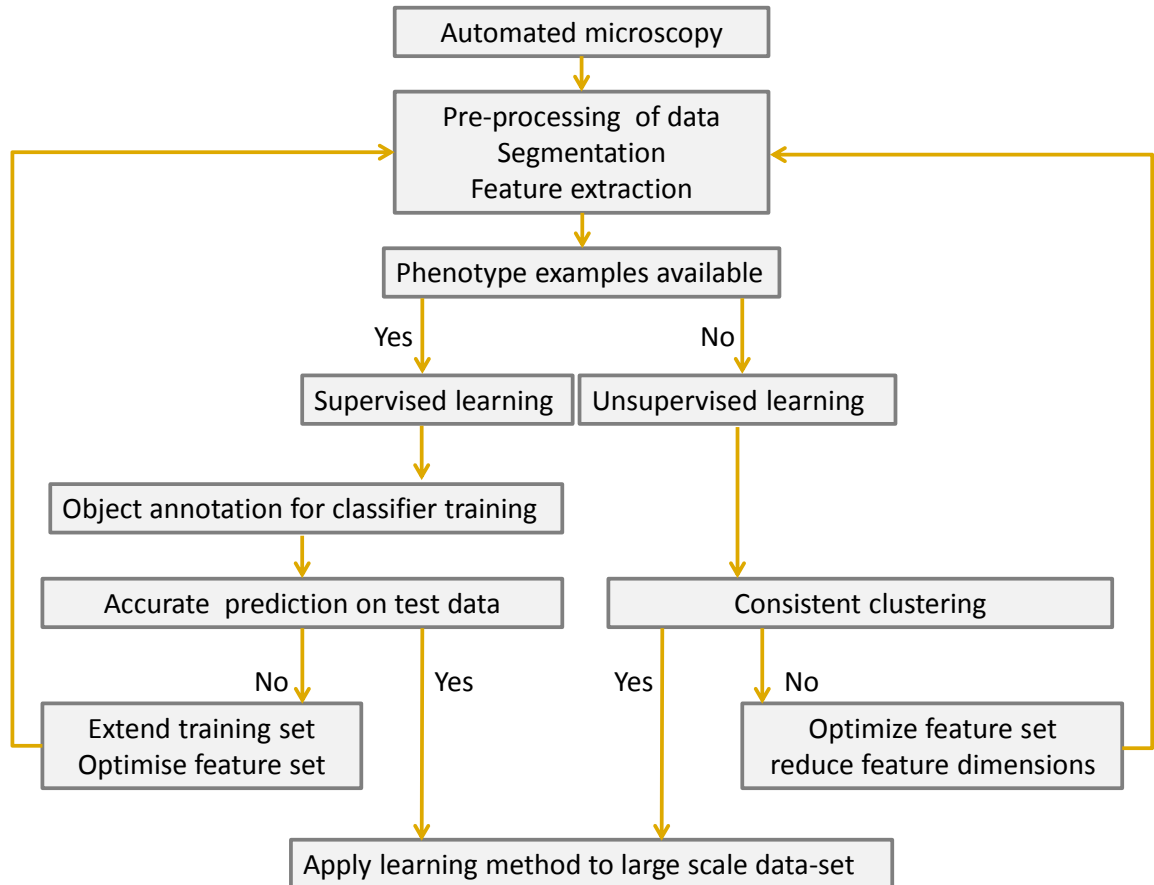 Automated microscopy
Pre-processing of data
Segmentation
Feature extraction
Phenotype examples available
Yes
No
Supervised learning
Unsupervised learning
Object annotation for classifier training
Accurate prediction on test data
Consistent clustering
No
Yes
Yes
No
Extend training set
Optimise feature set
Optimize feature set
reduce feature dimensions
Apply learning method to large scale data-set